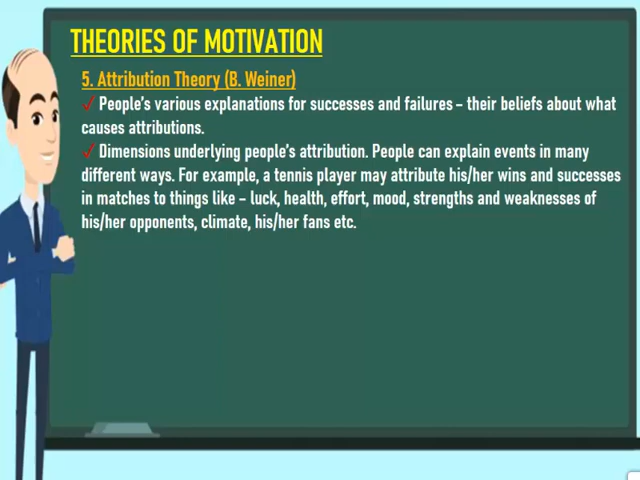 THEORIES OF MOTIVATION
5. Attribution Theory (B. Weiner)
✓ People's various explanations for successes and failures – their beliefs about what
causes attributions.
✓ Dimensions underlying people's attribution. People can explain events in many
different ways. For example, a tennis player may attribute his/her wins and successes
in matches to things like – luck, health, effort, mood, strengths and weaknesses of
his/her opponents, climate, his/her fans etc.